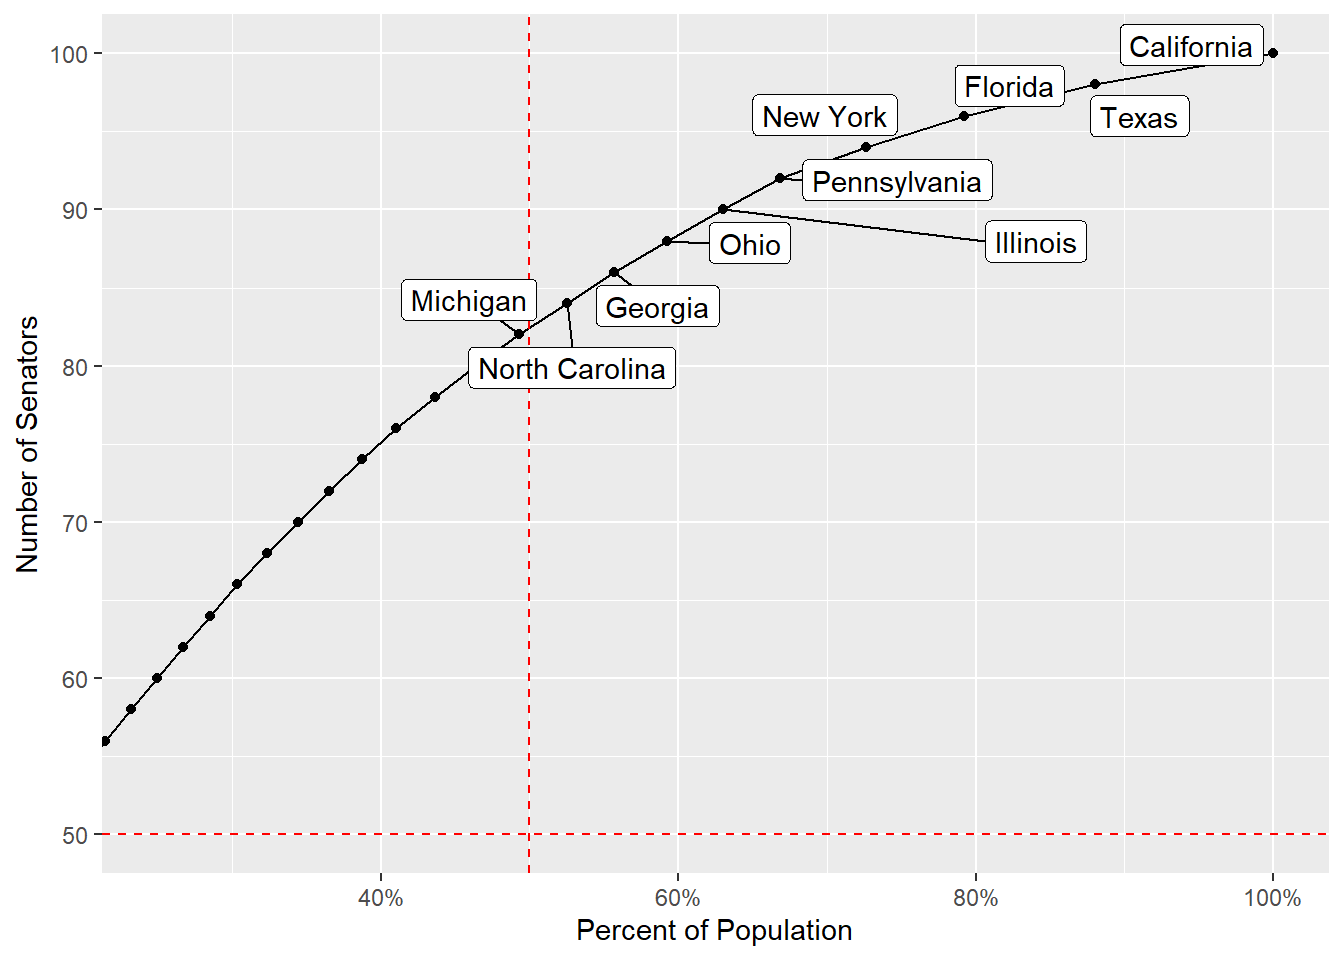 California
100
Florida
New York
Texas
Pennsylvania
90
Illinois
Ohio
Michigan
Georgia
80
North Carolina
70
60
50
40%
60%
80%
100%
Percent of Population
Number of Senators